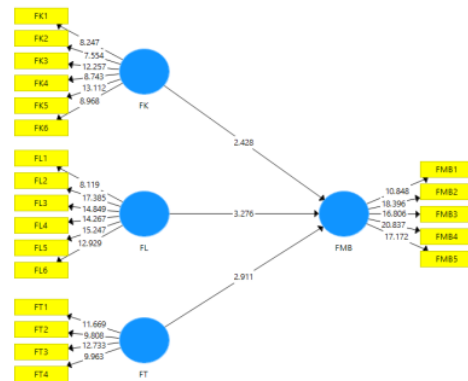 FK1
FK2
FK3
FK4
FK5
FK6
8.247
7.554
12.257
8.743
13.112
8.968
FK
2.428
FL1
FL2
FL3
FL4
FL5
FL6
8.119
17.385
14.849
14.267
15.247
12.929
FL
3.276
FMB1
FMB2
FMB3
FMB4
FMB5
10.848
18.396
16.806
20.837
17.172
FMB
2.911
FT1
FT2
FT3
FT4
11.669
9.808
12.733
9.963
FT